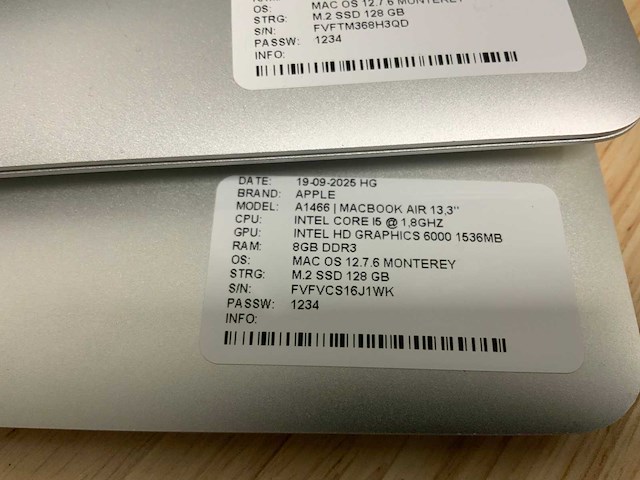 OS: MAC OS 12.7.6 MONTEREY
STRG: M.2 SSD 128 GB
S/N: FVFTM368H3QD
PASSW: 1234
INFO:
DATE: 19-09-2025 HG
BRAND: APPLE
MODEL: A1466 | MACBOOK AIR 13,3"
CPU: INTEL CORE I5 @ 1,8GHZ
GPU: INTEL HD GRAPHICS 6000 1536MB
RAM: 8GB DDR3
OS: MAC OS 12.7.6 MONTEREY
STRG: M.2 SSD 128 GB
S/N: FVFVCS16J1WK
PASSW: 1234
INFO: